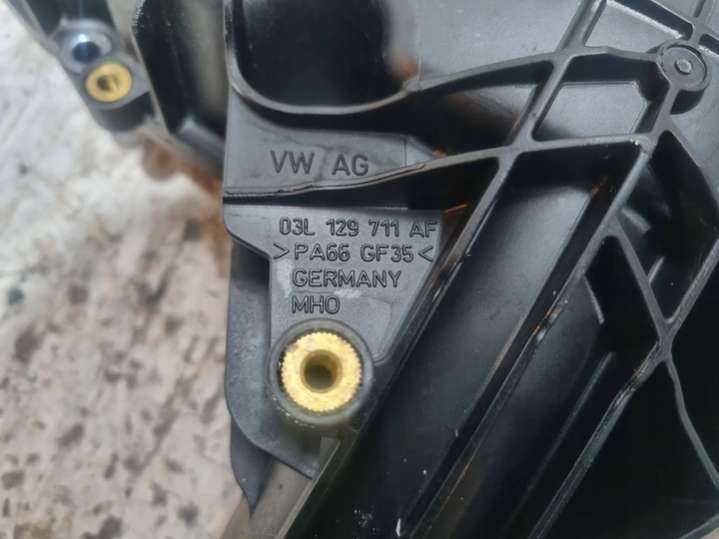 VW AG
03L 129 711 AF
>PA66 GF35<
GERMANY
MHO